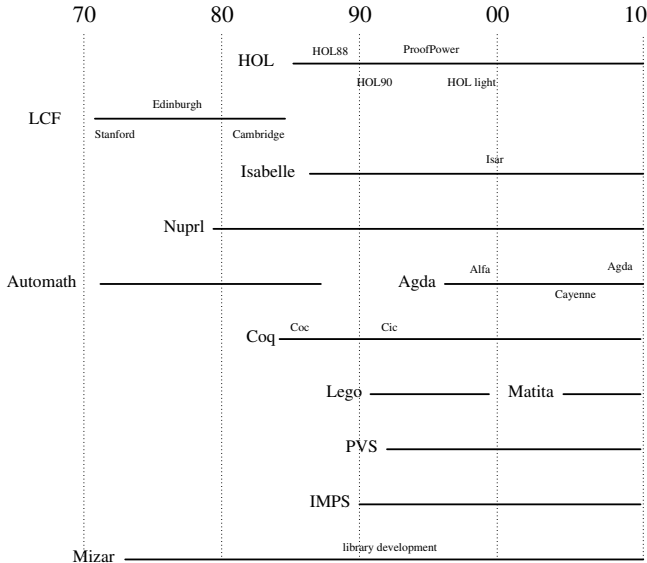 70 80 90 00 10
HOL88 ProofPower
HOL
HOL90 HOL light
Edinburgh
LCF
Stanford Cambridge
Isar
Isabelle
Nuprl
Alfa Agda
Automath Agda
Cayenne
Coc Cic
Coq
Lego Matita
PVS
IMPS
library development
Mizar